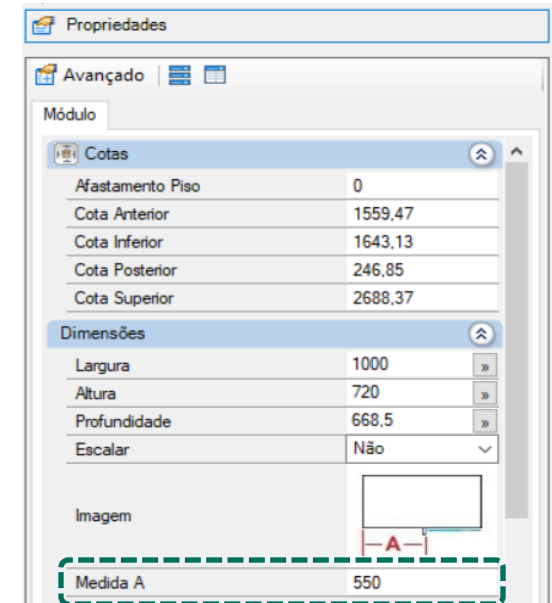 Propriedades
Avançado
Módulo
Cotas
Afastamento Piso 0
Cota Anterior 1559,47
Cota Inferior 1643,13
Cota Posterior 246,85
Cota Superior 2688,37
Dimensões
Largura 1000 »
Altura 720 »
Profundidade 668,5 »
Escalar Não
Imagem
A
Medida A 550